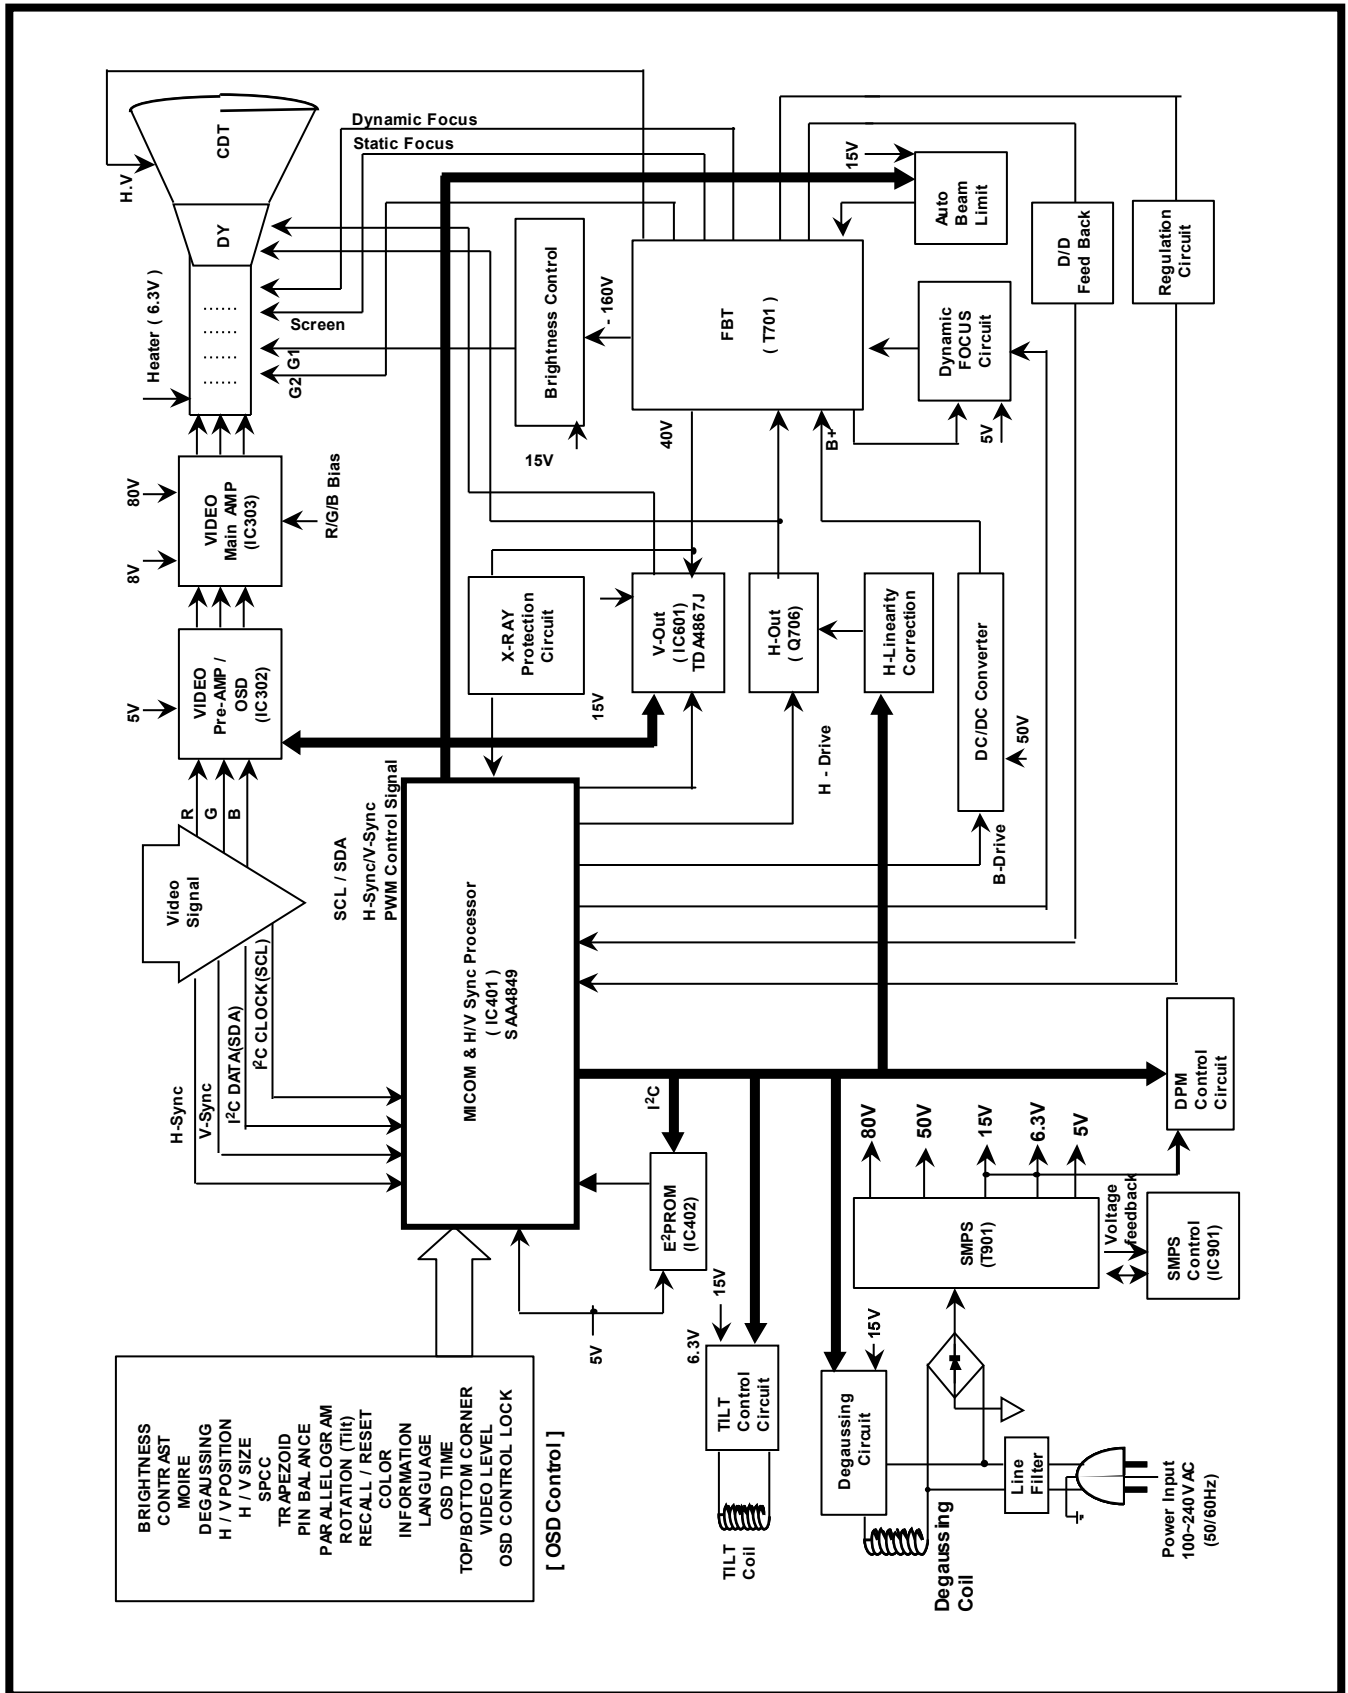 H.V
CDT
DY
Heater ( 6.3V )
Dynamic Focus
Static Focus
Screen
G1
G2
80V
8V
VIDEO
Main AMP
(IC303)
R/G/B Bias
5V
VIDEO
Pre-AMP /
OSD
(IC302)
R
G
B
Video
Signal
H-Sync
V-Sync
I²C DATA(SDA)
I²C CLOCK(SCL)
Brightness Control
15V
- 160V
FBT
( T701 )
40V
B+
15V
Auto
Beam
Limit
D/D
Feed Back
Regulation
Circuit
Dynamic
FOCUS
Circuit
5V
X-RAY
Protection
Circuit
15V
V-Out
( IC601)
TDA4867J
H-Out
( Q706)
H-Linearity
Correction
DC/DC Converter
50V
H - Drive
B-Drive
SCL / SDA
H-Sync/V-Sync
PWM Control Signal
MICOM & H/V Sync Processor
( IC401 )
SAA4849
I²C
E²PROM
(IC402)
5V
DPM
Control
Circuit
80V
50V
15V
6.3V
5V
SMPS
(T901)
Voltage
feedback
SMPS
Control
(IC901)
6.3V
15V
TILT
Control
Circuit
TILT
Coil
15V
Degaussing
Circuit
Degaussing
Coil
Line
Filter
Power Input
100~240VAC
(50/60Hz)
BRIGHTNESS
CONTRAST
MOIRE
DEGAUSSING
H / V POSITION
H / V SIZE
SPCC
TRAPEZOID
PIN BALANCE
PARALLELOGRAM
ROTATION (Tilt)
RECALL / RESET
COLOR
INFORMATION
LANGUAGE
OSD TIME
TOP/BOTTOM CORNER
VIDEO LEVEL
OSD CONTROL LOCK
[ OSD Control ]